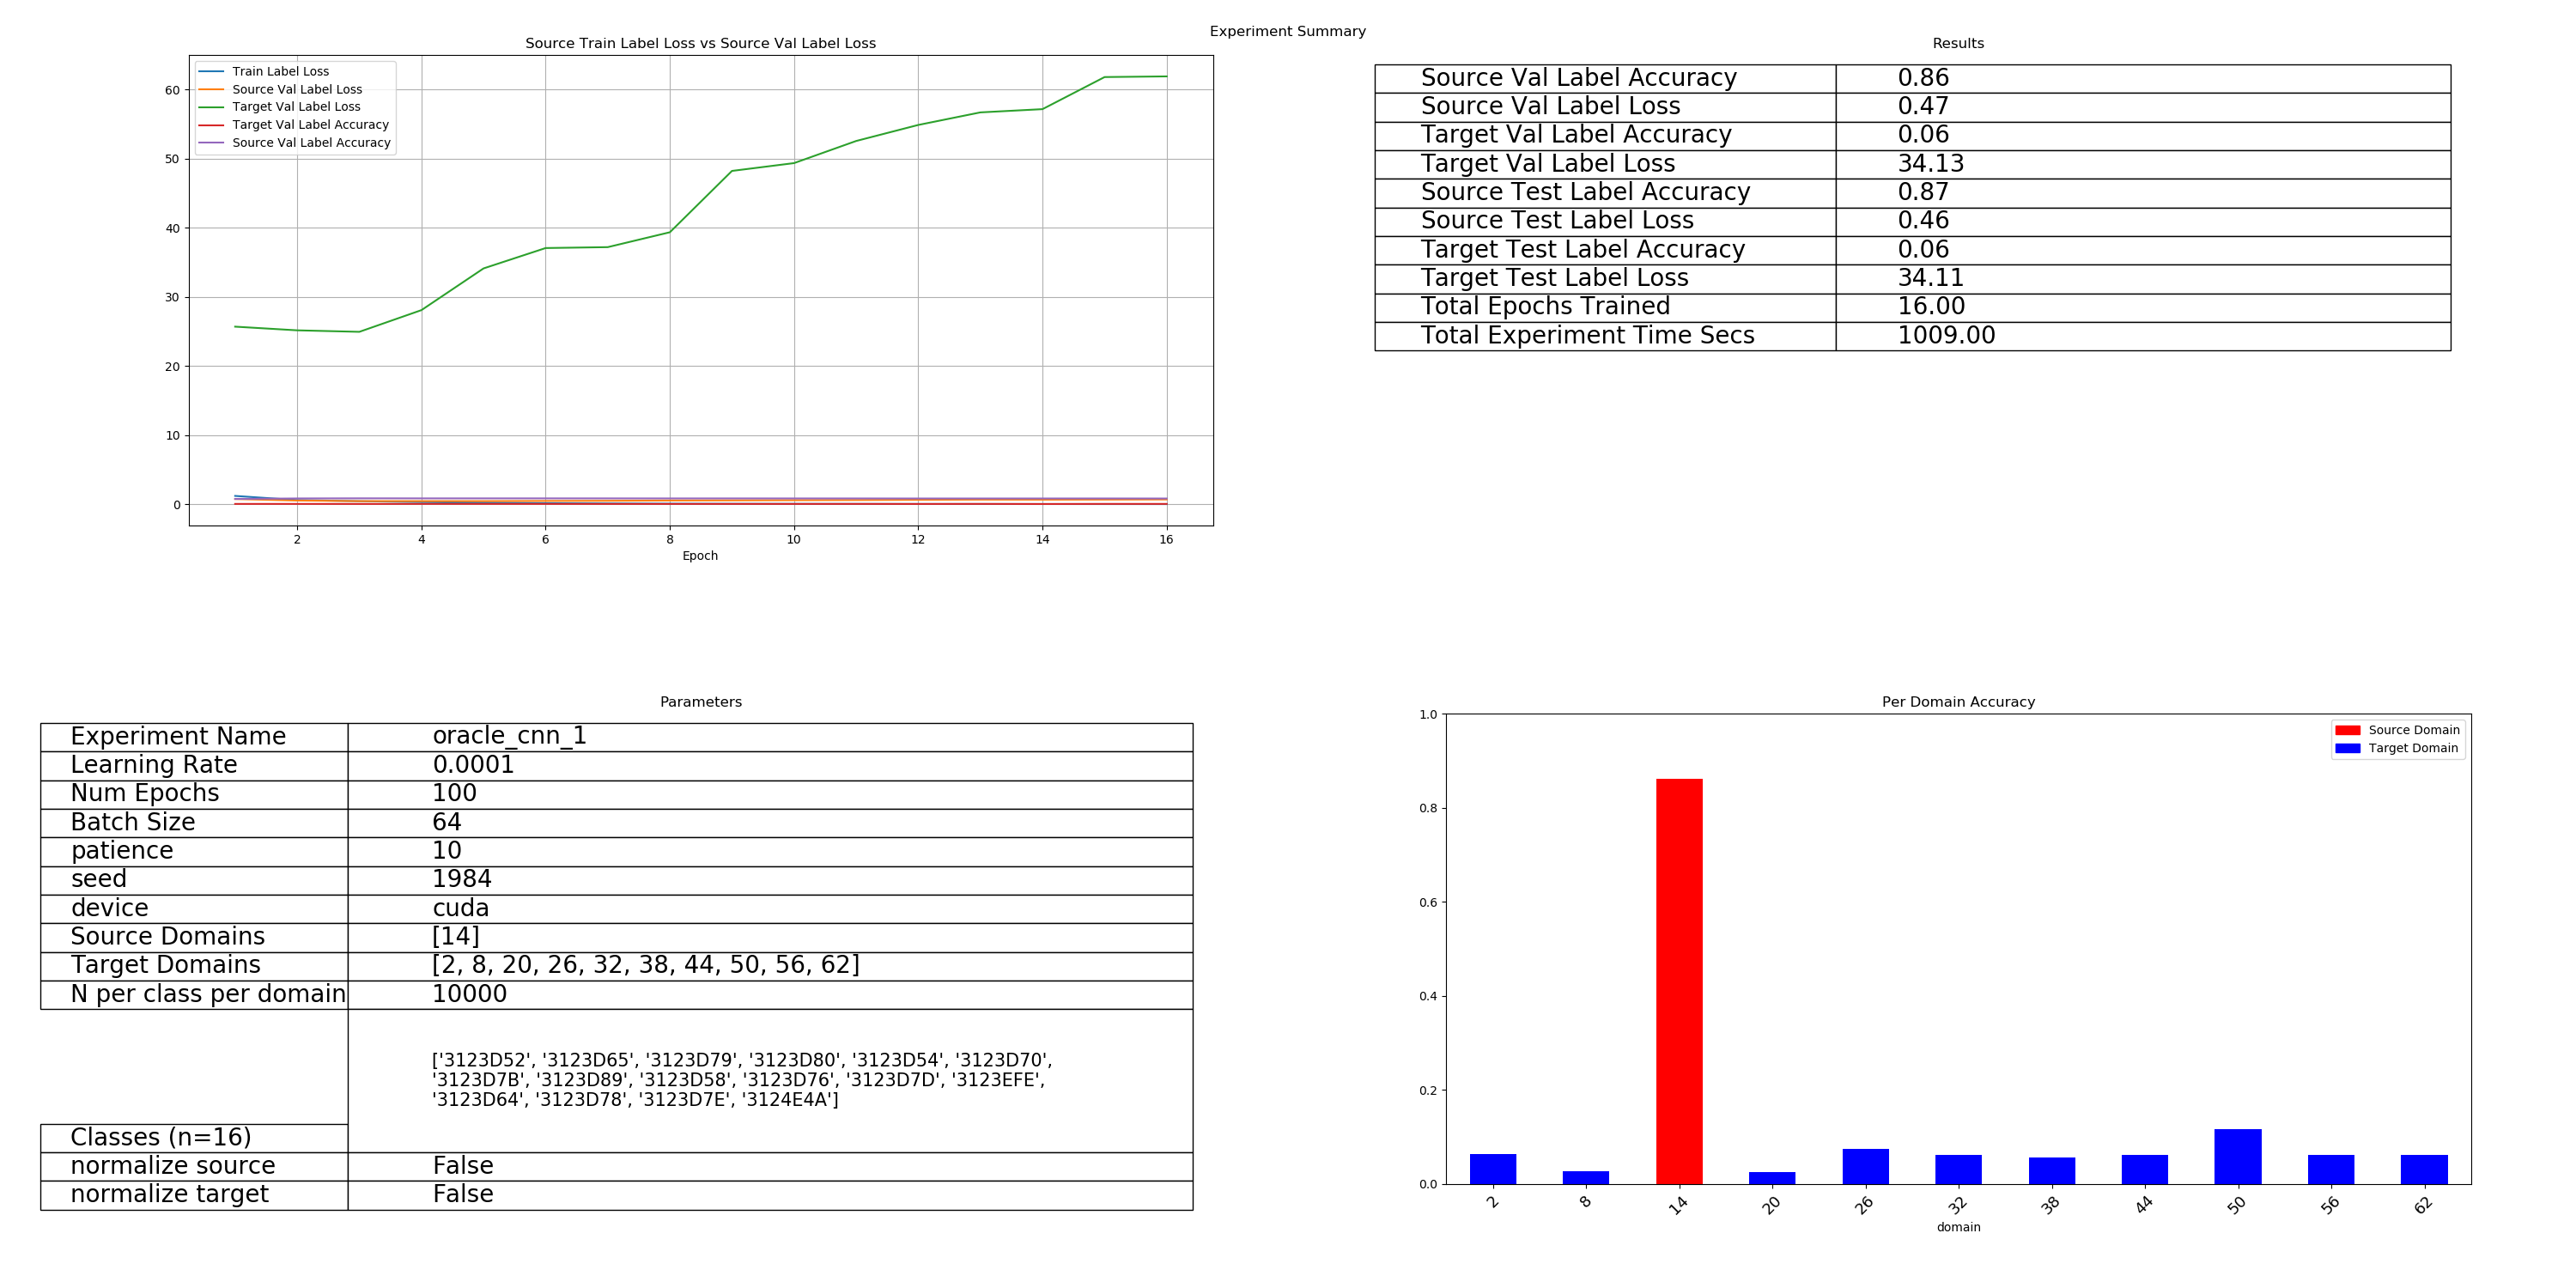 Experiment Summary
Source Train Label Loss vs Source Val Label Loss
Train Label Loss
Source Val Label Loss
Target Val Label Loss
Target Val Label Accuracy
Source Val Label Accuracy
60
50
40
30
20
10
0
2 4 6 8 10 12 14 16
Epoch
Results
Source Val Label Accuracy 0.86
Source Val Label Loss 0.47
Target Val Label Accuracy 0.06
Target Val Label Loss 34.13
Source Test Label Accuracy 0.87
Source Test Label Loss 0.46
Target Test Label Accuracy 0.06
Target Test Label Loss 34.11
Total Epochs Trained 16.00
Total Experiment Time Secs 1009.00
Parameters
Experiment Name oracle_cnn_1
Learning Rate 0.0001
Num Epochs 100
Batch Size 64
patience 10
seed 1984
device cuda
Source Domains [14]
Target Domains [2, 8, 20, 26, 32, 38, 44, 50, 56, 62]
N per class per domain 10000
['3123D52', '3123D65', '3123D79', '3123D80', '3123D54', '3123D70',
'3123D7B', '3123D89', '3123D58', '3123D76', '3123D7D', '3123EFE',
'3123D64', '3123D78', '3123D7E', '3124E4A']
Classes (n=16)
normalize source False
normalize target False
Per Domain Accuracy
Source Domain
Target Domain
1.0
0.8
0.6
0.4
0.2
0.0
2 8 14 20 26 32 38 44 50 56 62
domain